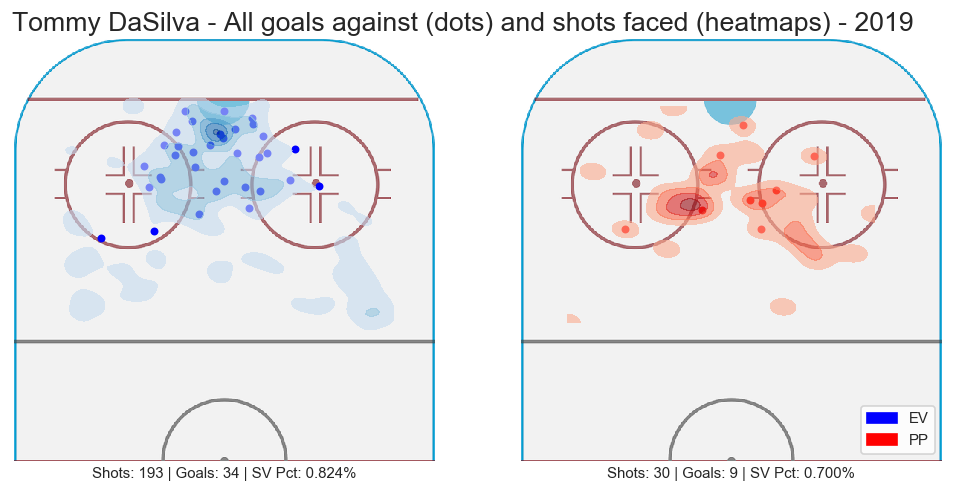 Tommy DaSilva - All goals against (dots) and shots faced (heatmaps) - 2019
EV
PP
Shots: 193 | Goals: 34 | SV Pct: 0.824%
Shots: 30 | Goals: 9 | SV Pct: 0.700%